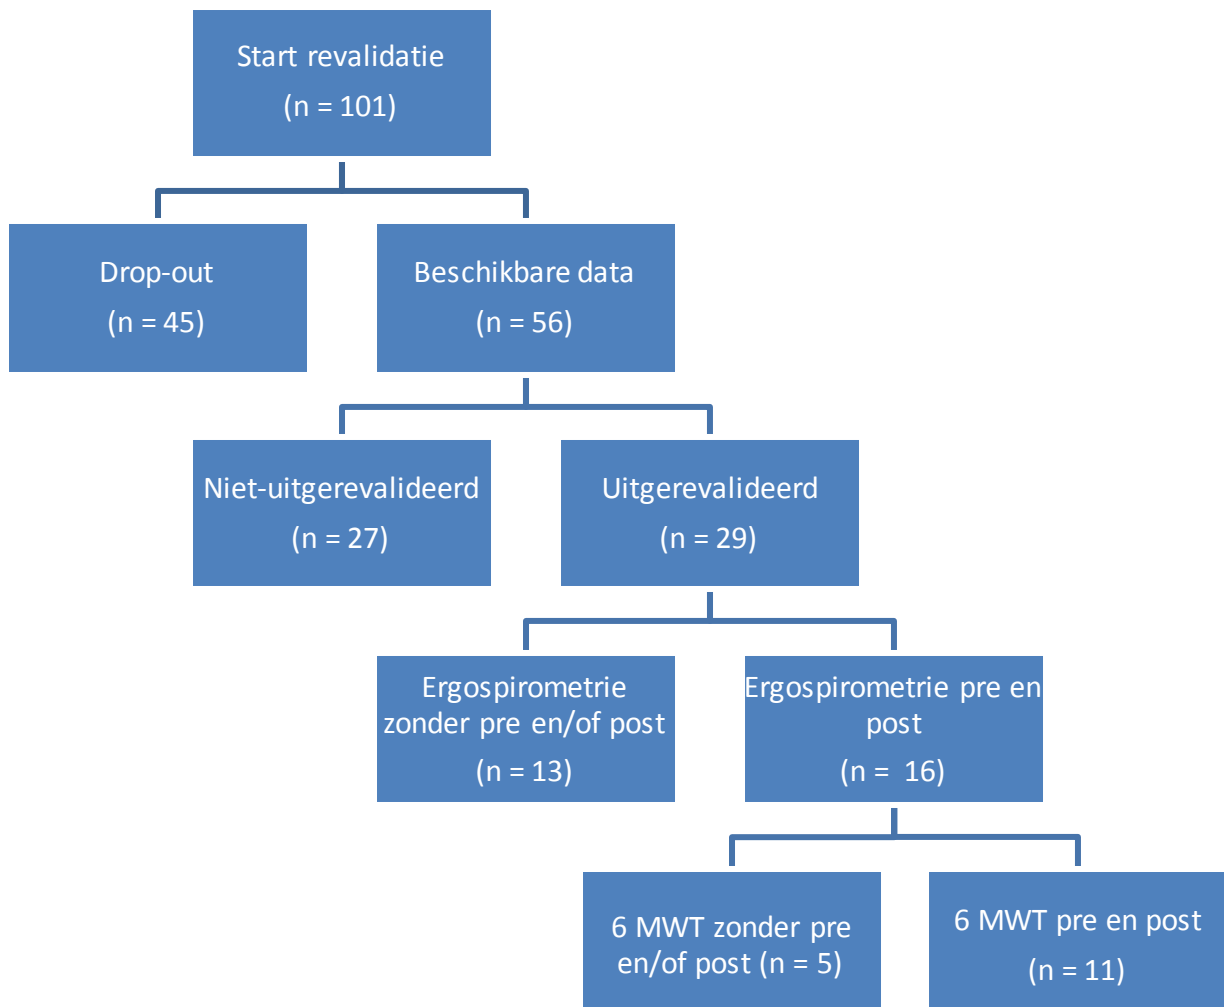 Start revalidatie
(n = 101)
Drop-out
(n = 45)
Beschikbare data
(n = 56)
Niet-uitgerevalideerd
(n = 27)
Uitgerevalideerd
(n = 29)
Ergospirometrie
zonder pre en/of post
(n = 13)
Ergospirometrie pre en
post
(n = 16)
6 MWT zonder pre
en/of post (n = 5)
6 MWT pre en post
(n = 11)